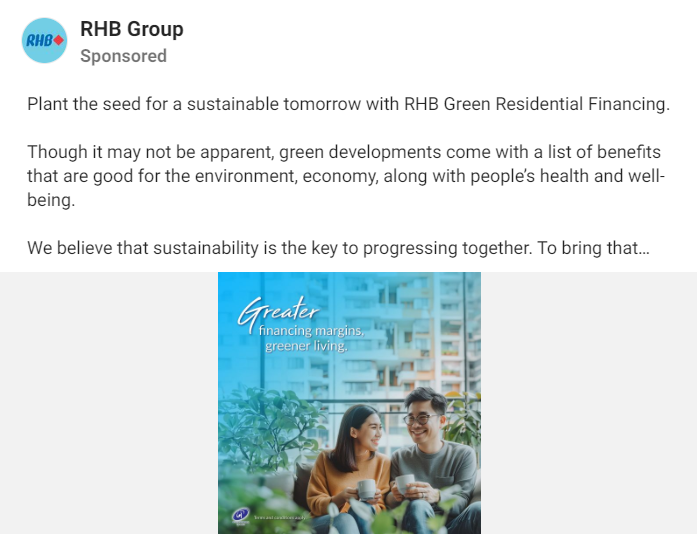 RHB
RHB Group
Sponsored
Plant the seed for a sustainable tomorrow with RHB Green Residential Financing.
Though it may not be apparent, green developments come with a list of benefits
that are good for the environment, economy, along with people's health and well-
being.
We believe that sustainability is the key to progressing together. To bring that...
Greater
financing margins,
greener living.